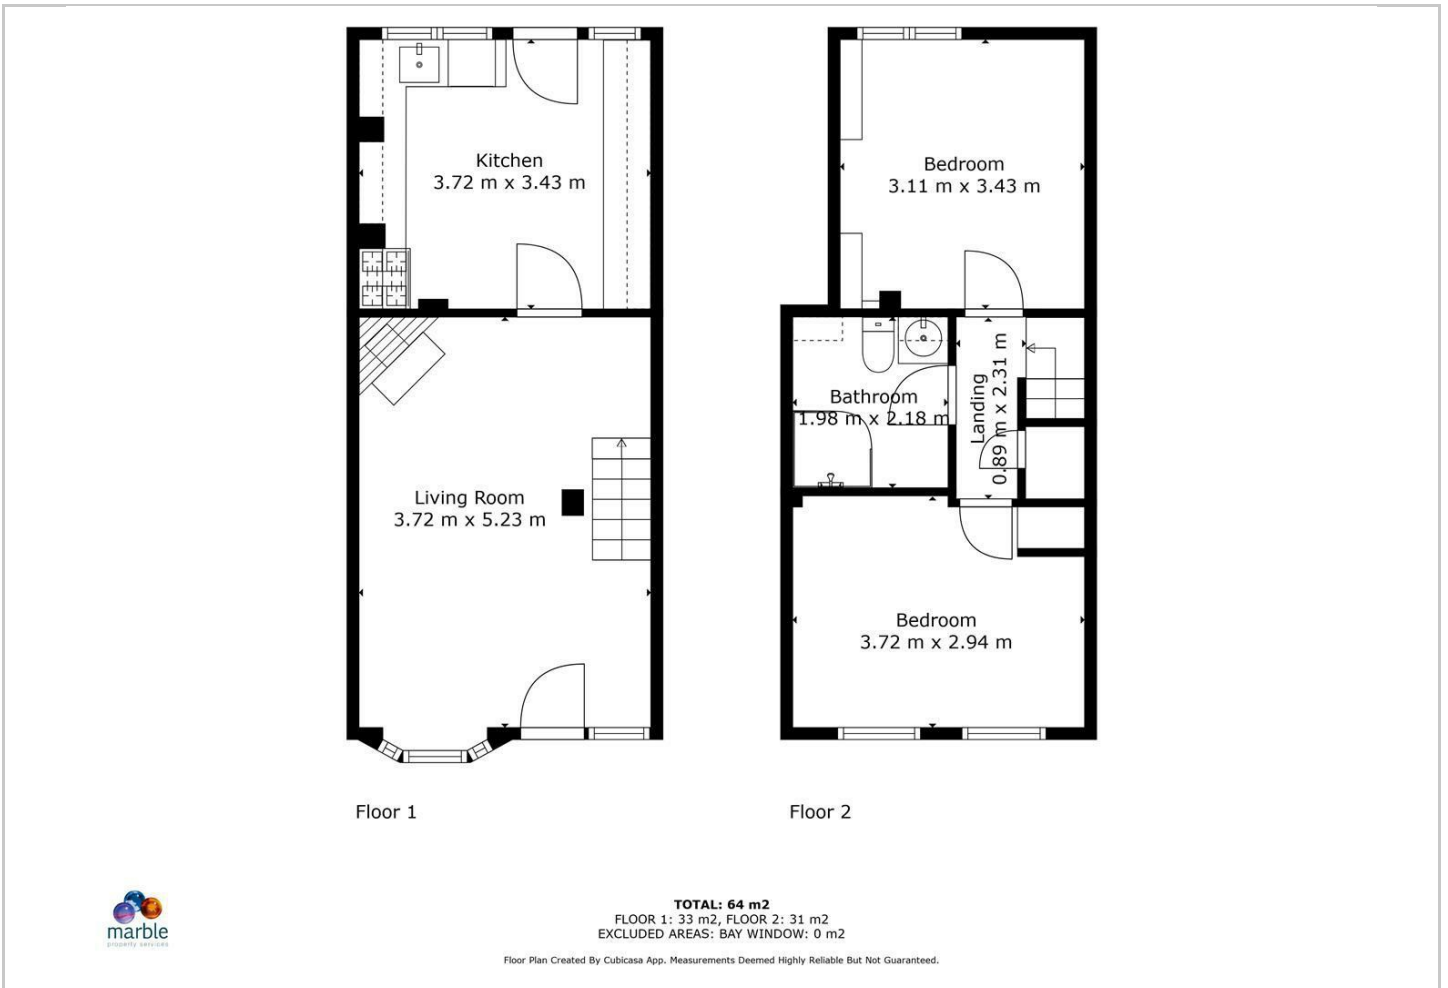 Kitchen
3.72 m x 3.43 m
Living Room
3.72 m x 5.23 m
Floor 1
Bedroom
3.11 m x 3.43 m
Bathroom
1.98 m x 2.18 m
Landing
0.89 m x 2.31 m
Bedroom
3.72 m x 2.94 m
Floor 2
marble
property services
TOTAL: 64 m2
FLOOR 1: 33 m2, FLOOR 2: 31 m2
EXCLUDED AREAS: BAY WINDOW: 0 m2
Floor Plan Created By Cubicasa App. Measurements Deemed Highly Reliable But Not Guaranteed.